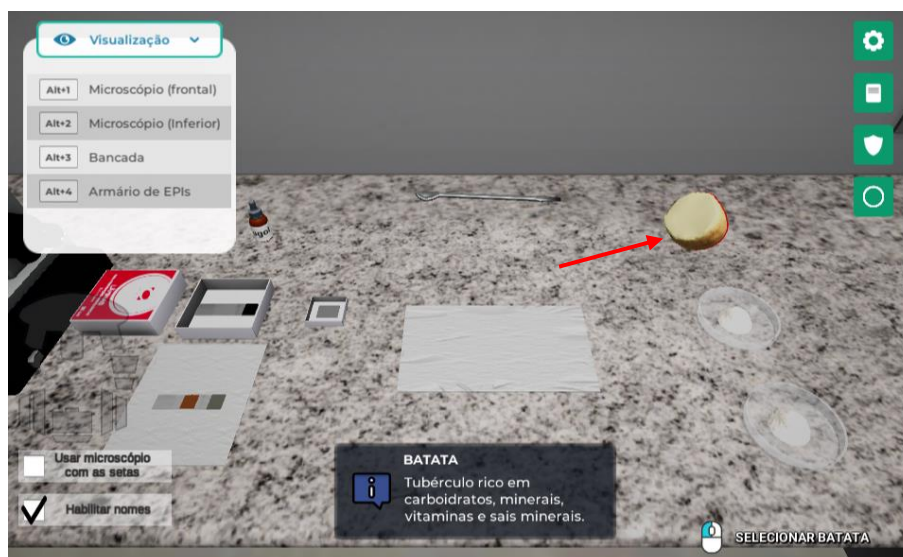 Visualização
Alt+1 Microscópio (frontal)
Alt+2 Microscópio (Inferior)
Alt+3 Bancada
Alt+4 Armário de EPIs
Usar microscópio
com as setas
Habilitar nomes
BATATA
Tubérculo rico em
carboidratos, minerais,
vitaminas e sais minerais.
SELECIONAR BATATA